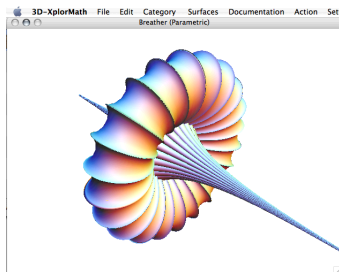 3D-XplorMath File Edit Category Surfaces Documentation Action Set
Breather (Parametric)